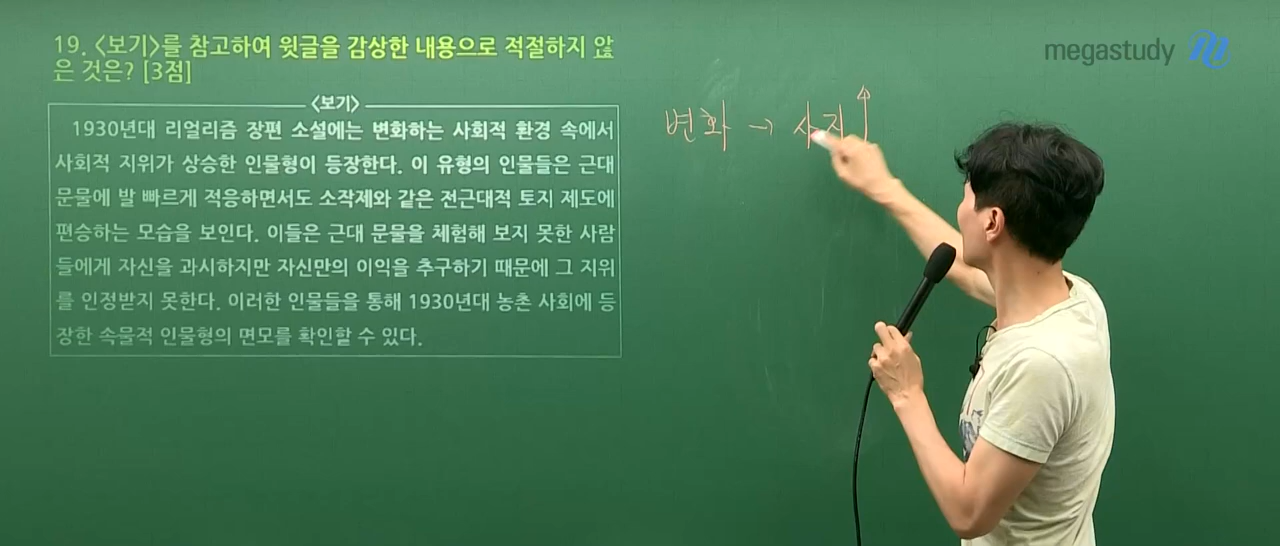 19. <보기>를 참고하여 윗글을 감상한 내용으로 적절하지 않
은 것은? [3점]
megastudy
<보기>
변화 → 사지↑
1930년대 리얼리즘 장편 소설에는 변화하는 사회적 환경 속에서
사회적 지위가 상승한 인물형이 등장한다. 이 유형의 인물들은 근대
문물에 발 빠르게 적응하면서도 소작제와 같은 전근대적 토지 제도에
편승하는 모습을 보인다. 이들은 근대 문물을 체험해 보지 못한 사람
들에게 자신을 과시하지만 자신만의 이익을 추구하기 때문에 그 지위
를 인정받지 못한다. 이러한 인물들을 통해 1930년대 농촌 사회에 등
장한 속물적 인물형의 면모를 확인할 수 있다.